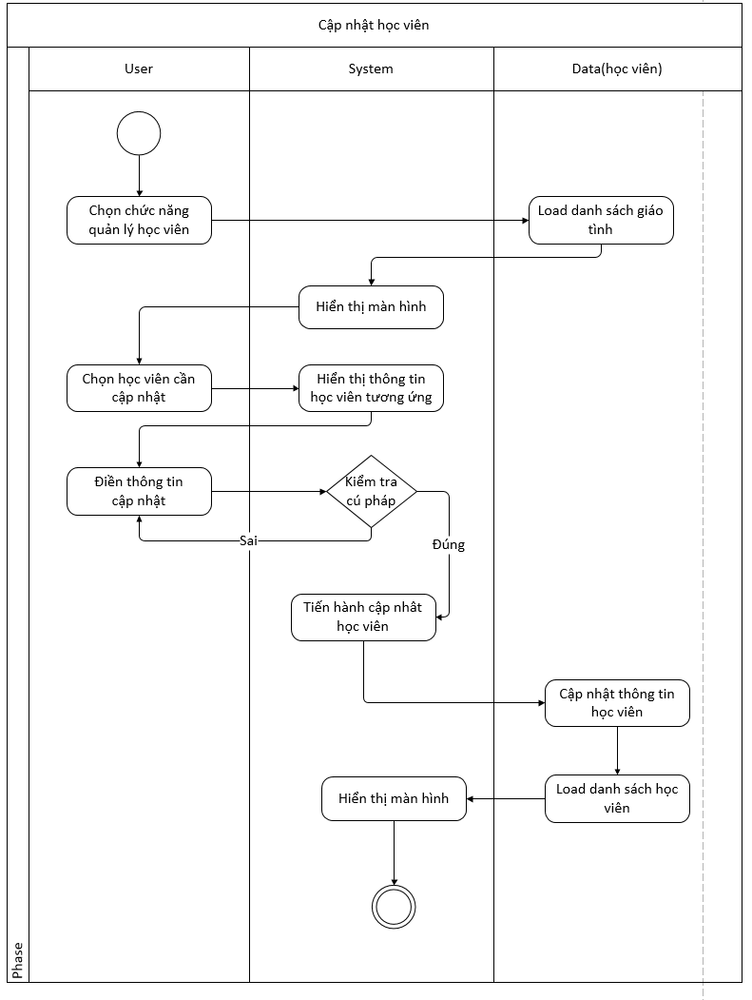 Cập nhật học viên
User
System
Data(học viên)
Chọn chức năng
quản lý học viên
Load danh sách giáo
tình
Hiển thị màn hình
Chọn học viên cần
cập nhật
Hiển thị thông tin
học viên tương ứng
Điền thông tin
cập nhật
Kiểm tra
cú pháp
Sai
Đúng
Tiến hành cập nhât
học viên
Cập nhật thông tin
học viên
Load danh sách học
viên
Hiển thị màn hình
Phase